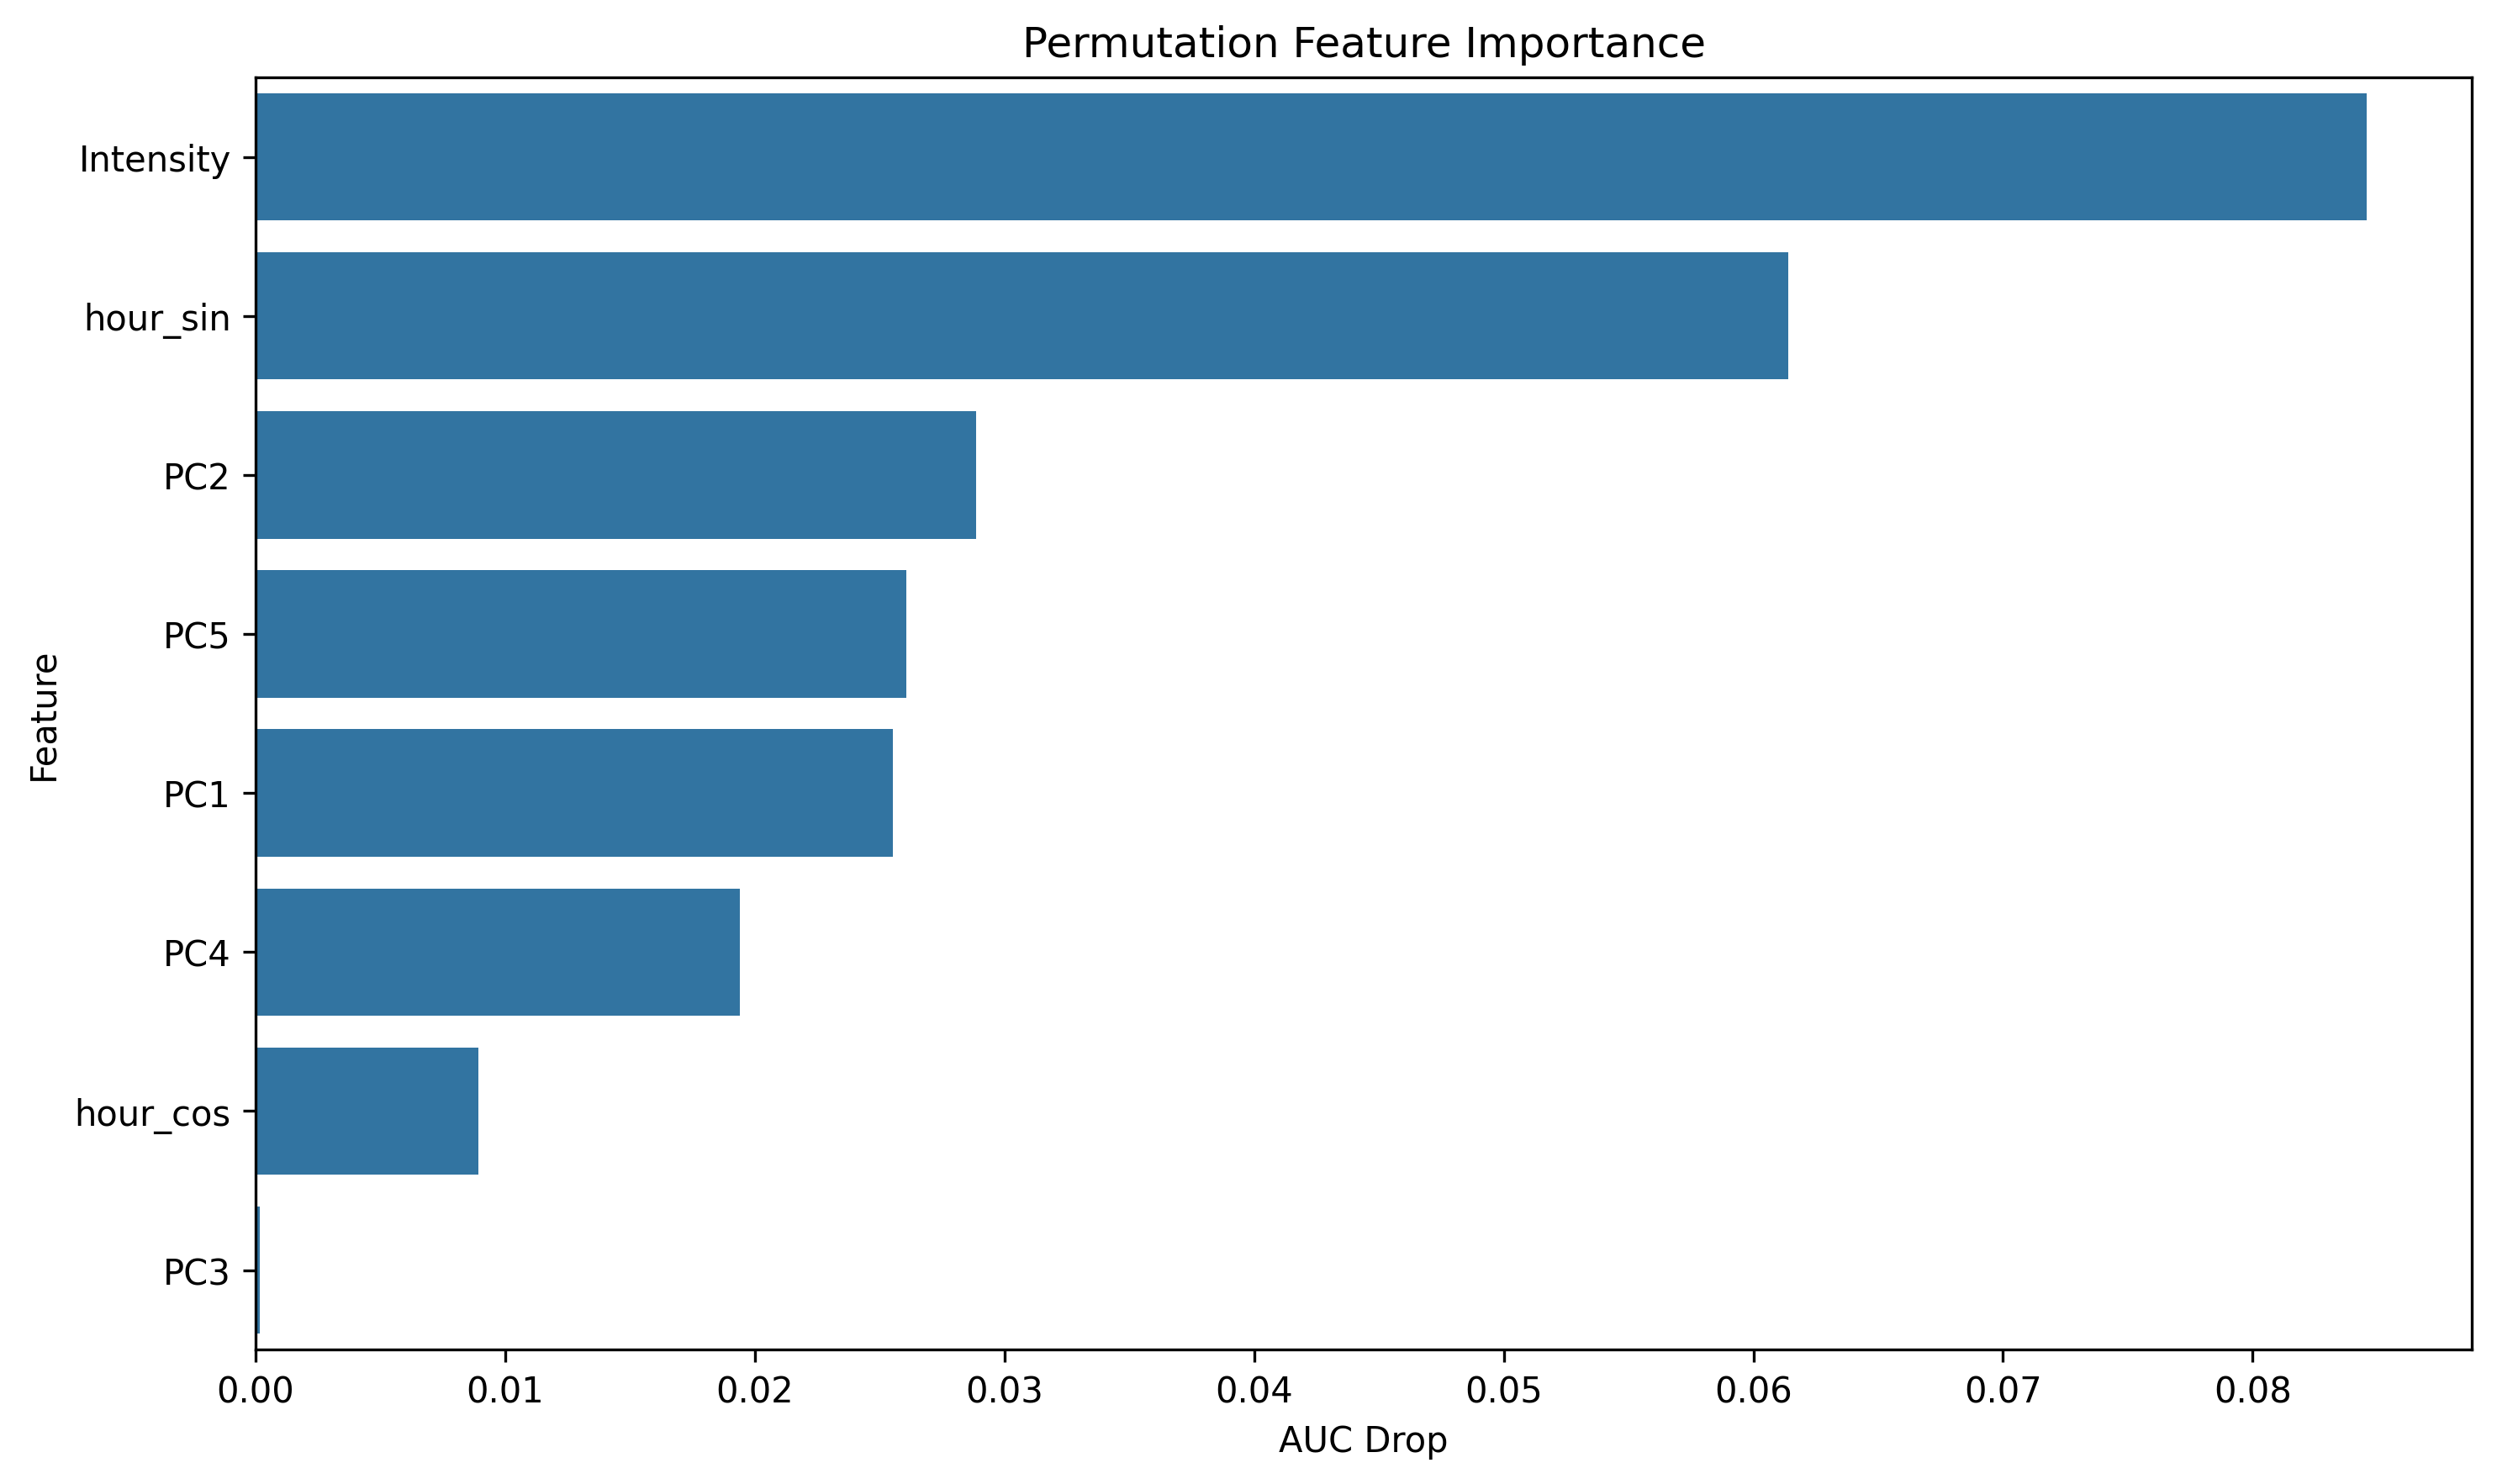 Permutation Feature Importance
Feature
Intensity
hour_sin
PC2
PC5
PC1
PC4
hour_cos
PC3
0.00 0.01 0.02 0.03 0.04 0.05 0.06 0.07 0.08
AUC Drop